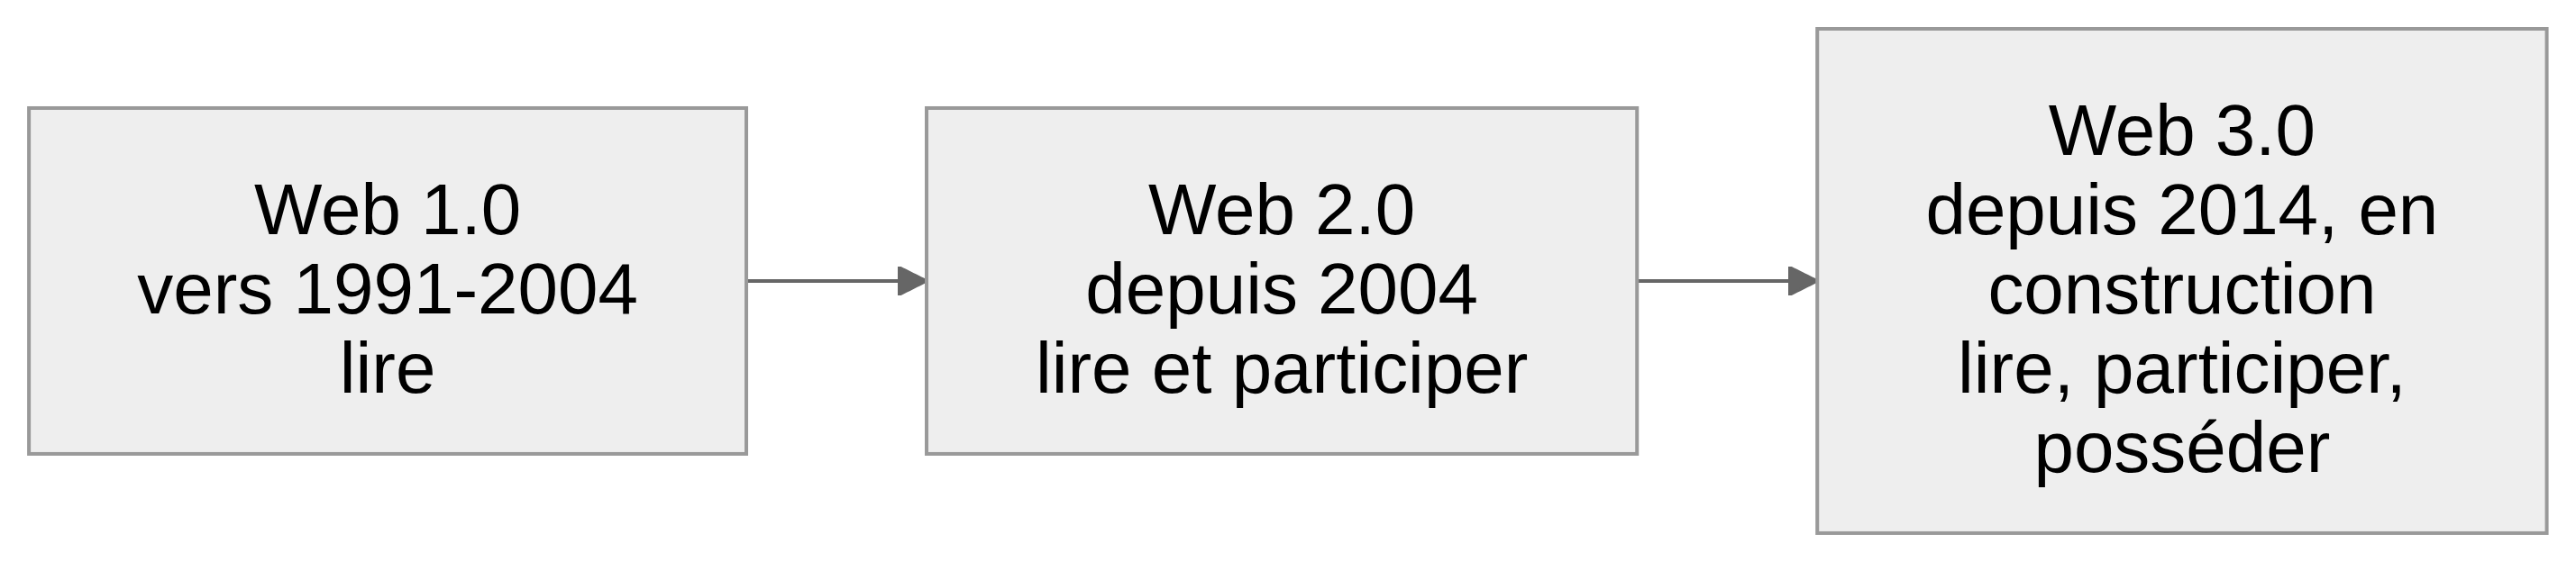 Web 1.0
vers 1991-2004
lire
Web 2.0
depuis 2004
lire et participer
Web 3.0
depuis 2014, en
construction
lire, participer,
posséder